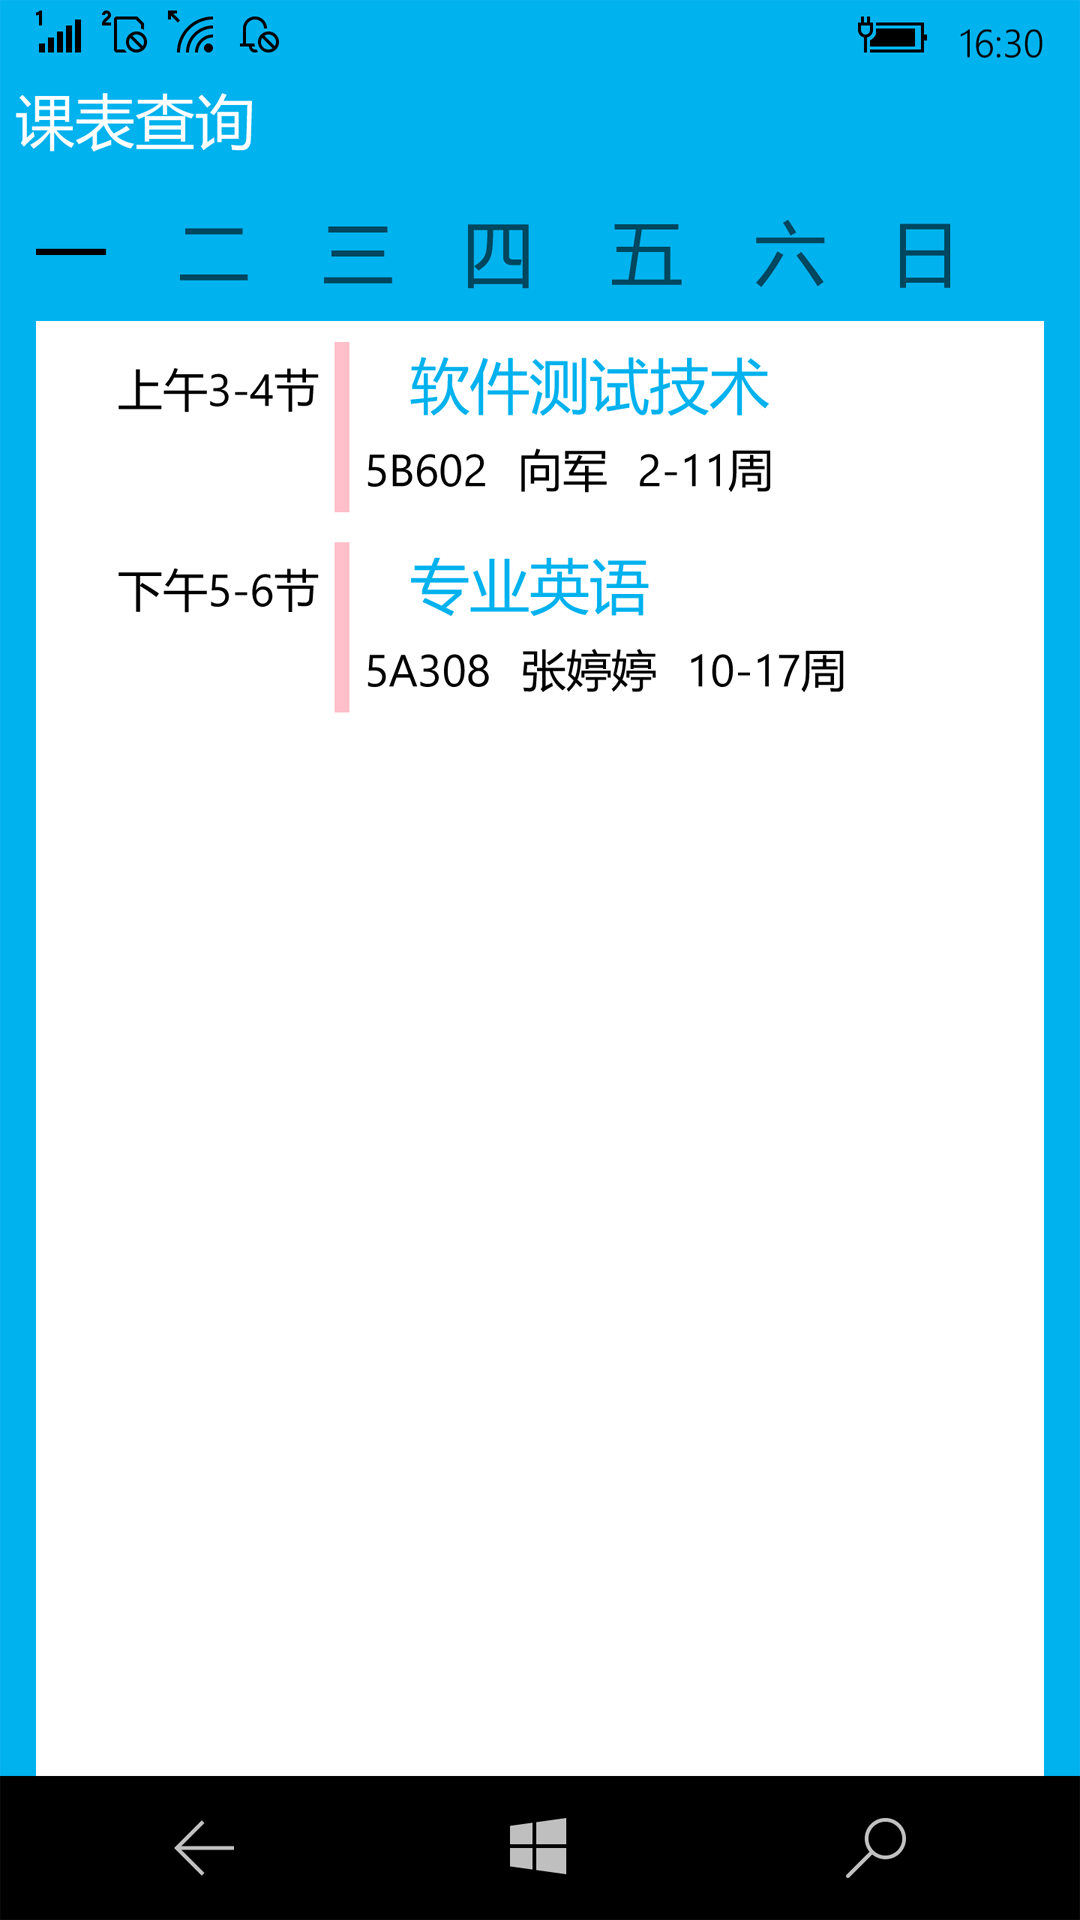 1 2 16:30
课表查询
一 二 三 四 五 六 日
上午3-4节 软件测试技术
5B602 向军 2-11周
下午5-6节 专业英语
5A308 张婷婷 10-17周